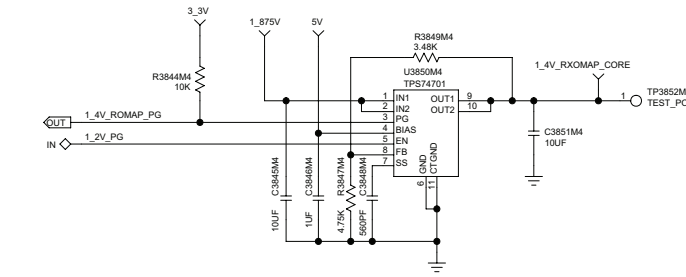 3_3V
1_875V
5V
R3849M4
3.48K
U3850M4
TPS74701
1_4V_RXOMAP_CORE
R3844M4
10K
1 IN1 OUT1 9
2 IN2 OUT2 10
3 PG
4 BIAS
5 EN
8 FB
7 SS
GND 6
CTGND 11
1 TP3852M
TEST_PO
OUT 1_4V_ROMAP_PG
IN 1_2V_PG
C3851M4
10UF
C3845M4
10UF
C3846M4
1UF
R3847M4
4.75K
C3848M4
560PF